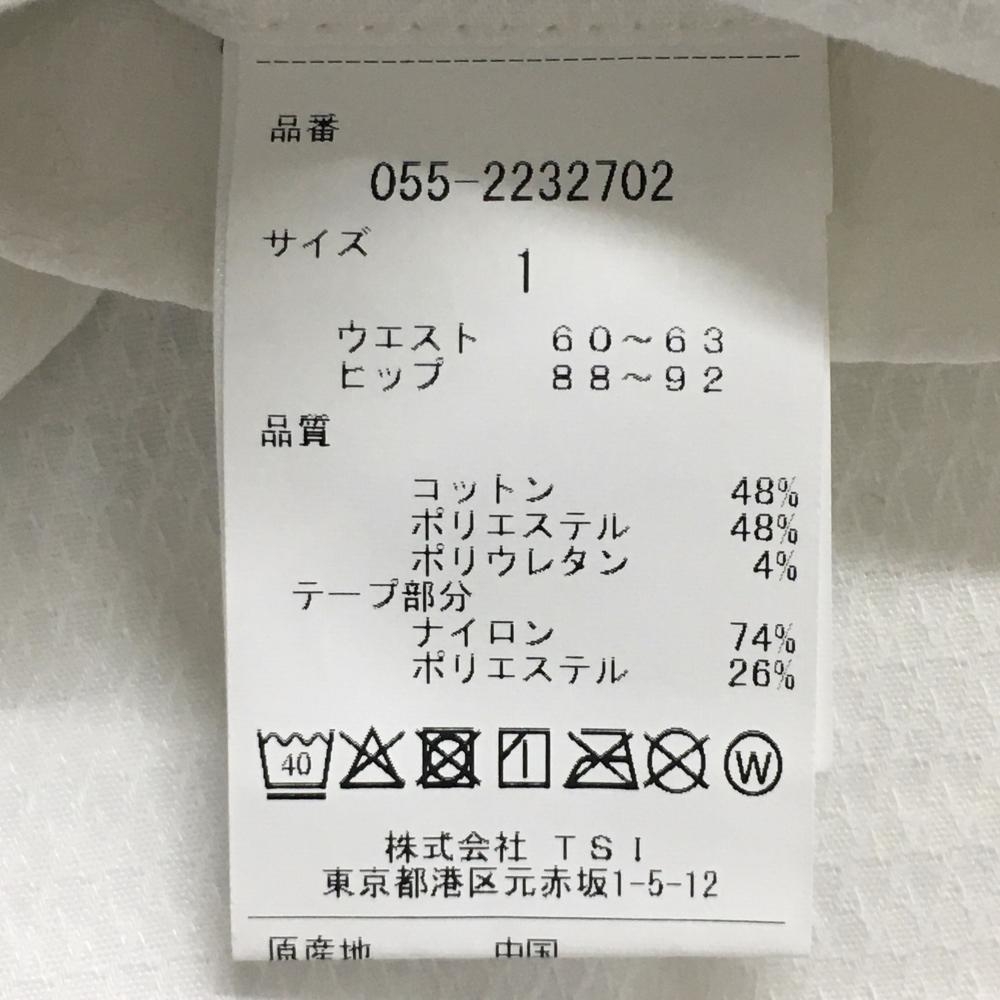 品番
055-2232702
サイズ
1
ウエスト 60～63
ヒップ 88～92
品質
コットン 48%
ポリエステル 48%
ポリウレタン 4%
テープ部分
ナイロン 74%
ポリエステル 26%
40 W
株式会社 TSI
東京都港区元赤坂1-5-12
原産地 中国